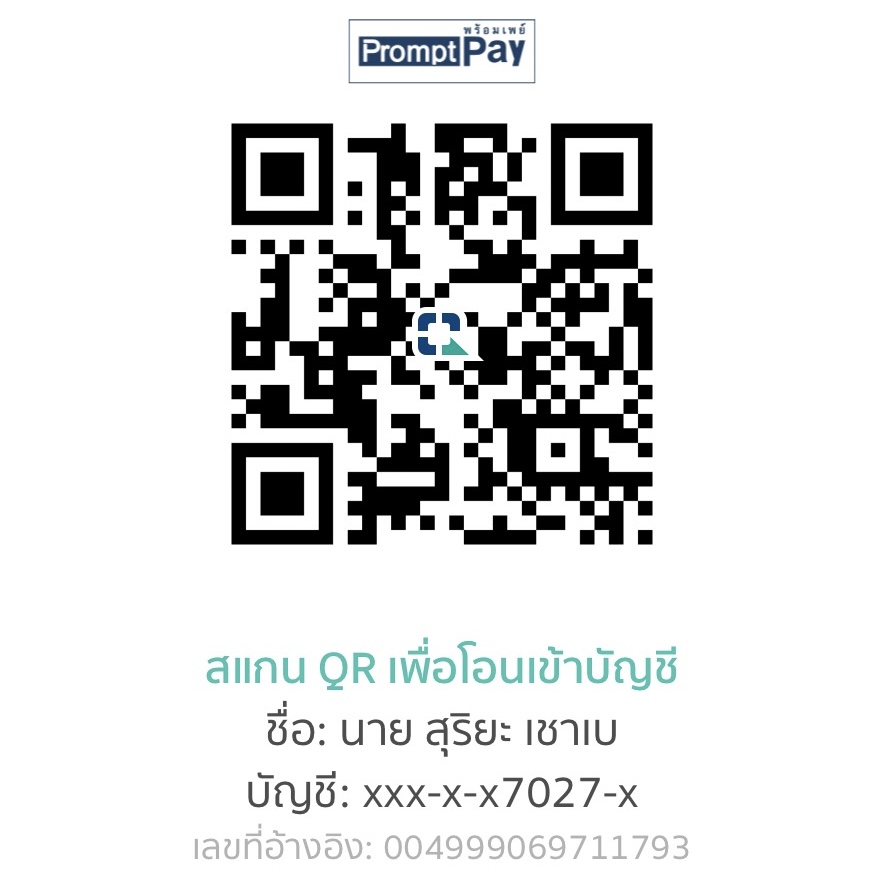 พร้อมเพย์
PromptPay
สแกน QR เพื่อโอนเข้าบัญชี
ชื่อ: นาย สุริยะ เชาเบ
บัญชี: xxx-x-x7027-x
เลขที่อ้างอิง: 004999069711793